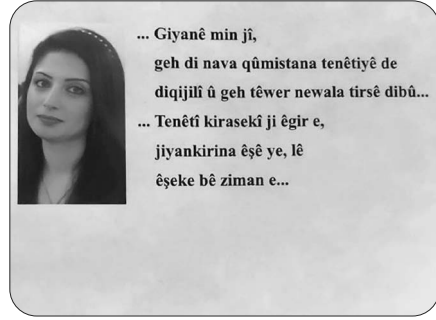 ... Giyanê min jî,
geh di nava qûmistana tenêtiyê de
diqijilî û geh têwer newala tirsê dibû...
... Tenêtî kirasekî ji êgir e,
jiyankirina êşê ye, lê
êşeke bê ziman e...